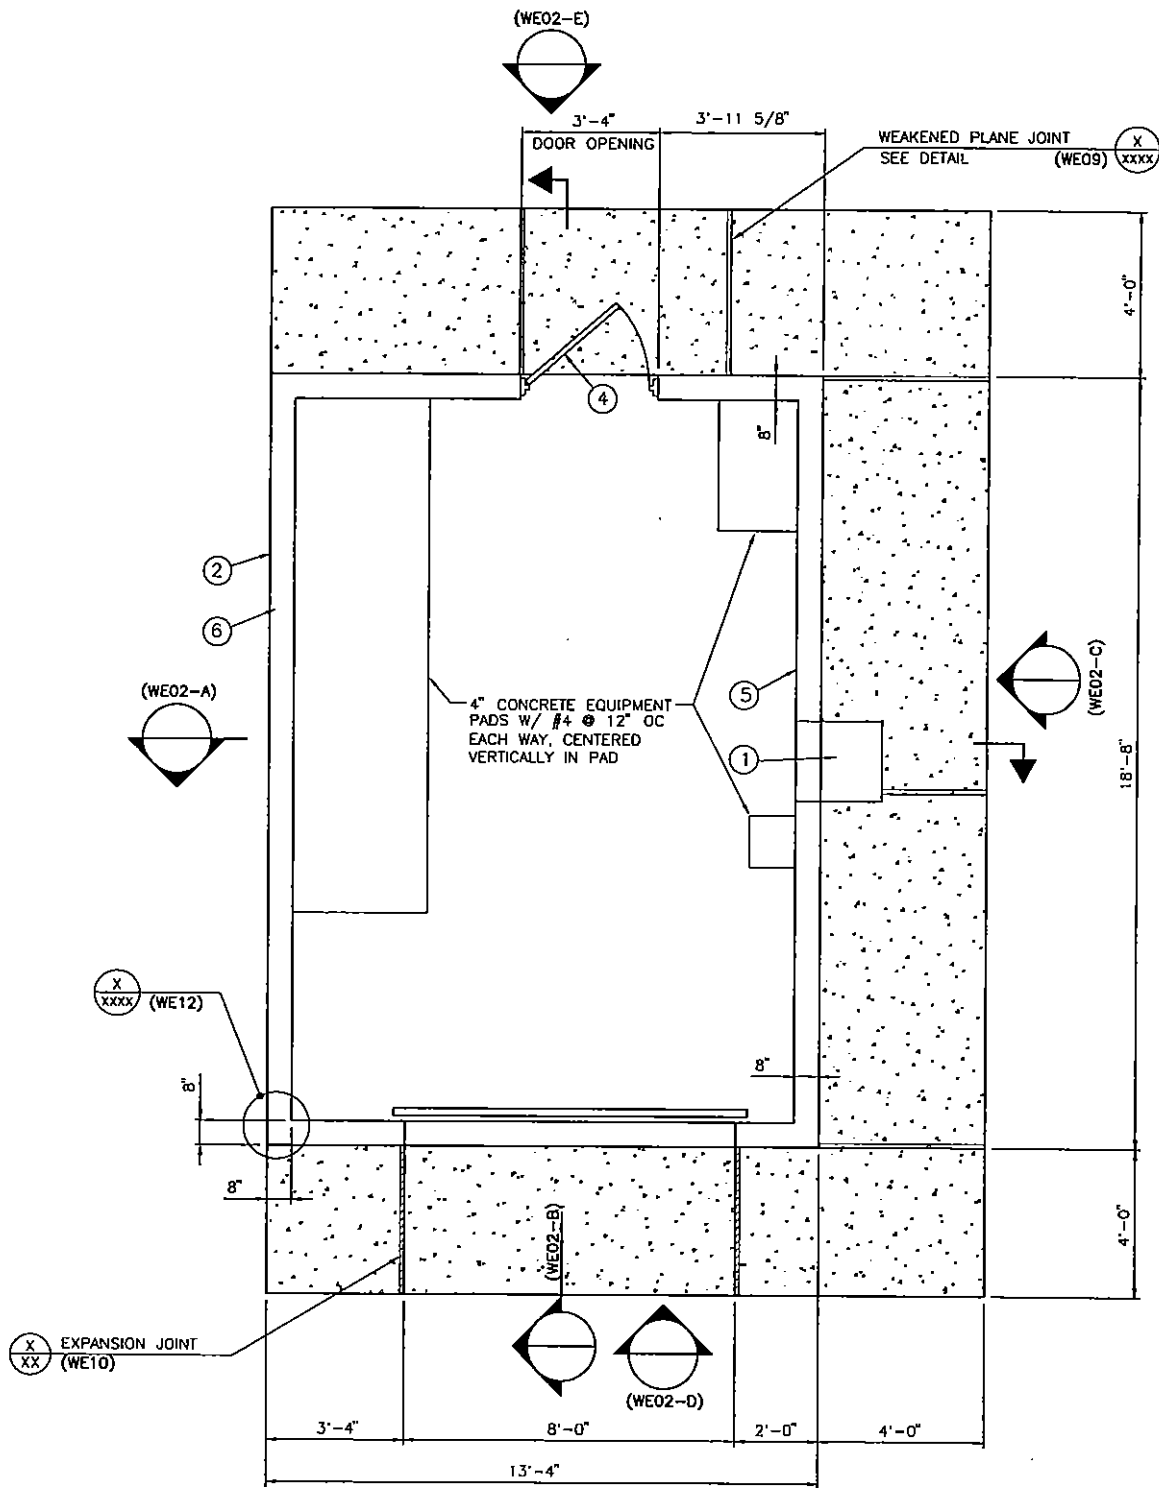 (WE02-E)
3'-4"
3'-11 5/8"
DOOR OPENING
WEAKENED PLANE JOINT
SEE DETAIL
(WE09)
X
XXXX
4'-0"
4
8"
2
6
(WE02-A)
(WE02-C)
5
4" CONCRETE EQUIPMENT
PADS W/ #4 @ 12" OC
EACH WAY, CENTERED
VERTICALLY IN PAD
1
18'-8"
X
XXXX
(WE12)
8"
8"
8"
(WE02-B)
4'-0"
X
XX
EXPANSION JOINT
(WE10)
(WE02-D)
3'-4"
8'-0"
2'-0"
4'-0"
13'-4"